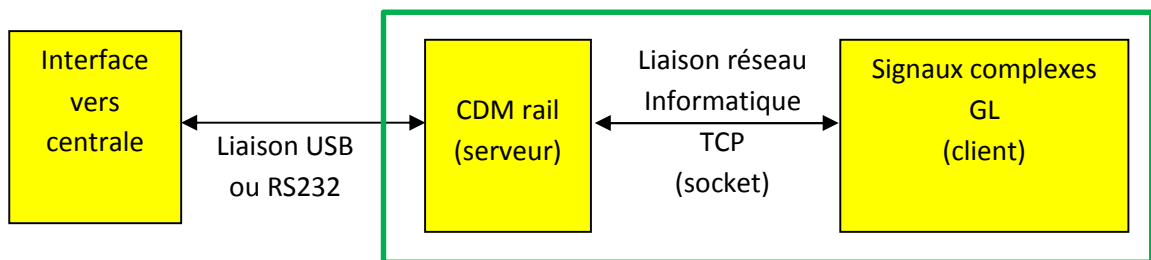 Interface
vers
centrale
Liaison USB
ou RS232
CDM rail
(serveur)
Liaison réseau
Informatique
TCP
(socket)
Signaux complexes
GL
(client)